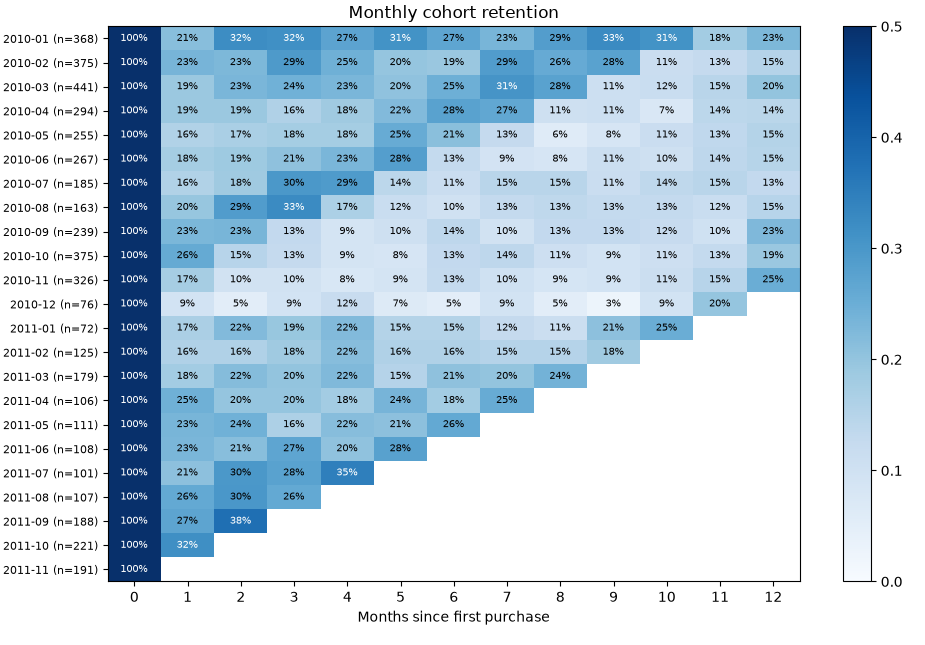 Monthly cohort retention
2010-01 (n=368) 100% 21% 32% 32% 27% 31% 27% 23% 29% 33% 31% 18% 23%
2010-02 (n=375) 100% 23% 23% 29% 25% 20% 19% 29% 26% 28% 11% 13% 15%
2010-03 (n=441) 100% 19% 23% 24% 23% 20% 25% 31% 28% 11% 12% 15% 20%
2010-04 (n=294) 100% 19% 19% 16% 18% 22% 28% 27% 11% 11% 7% 14% 14%
2010-05 (n=255) 100% 16% 17% 18% 18% 25% 21% 13% 6% 8% 11% 13% 15%
2010-06 (n=267) 100% 18% 19% 21% 23% 28% 13% 9% 8% 11% 10% 14% 15%
2010-07 (n=185) 100% 16% 18% 30% 29% 14% 11% 15% 15% 11% 14% 15% 13%
2010-08 (n=163) 100% 20% 29% 33% 17% 12% 10% 13% 13% 13% 13% 12% 15%
2010-09 (n=239) 100% 23% 23% 13% 9% 10% 14% 10% 13% 13% 12% 10% 23%
2010-10 (n=375) 100% 26% 15% 13% 9% 8% 13% 14% 11% 9% 11% 13% 19%
2010-11 (n=326) 100% 17% 10% 10% 8% 9% 13% 10% 9% 9% 11% 15% 25%
2010-12 (n=76) 100% 9% 5% 9% 12% 7% 5% 9% 5% 3% 9% 20%
2011-01 (n=72) 100% 17% 22% 19% 22% 15% 15% 12% 11% 21% 25%
2011-02 (n=125) 100% 16% 16% 18% 22% 16% 16% 15% 15% 18%
2011-03 (n=179) 100% 18% 22% 20% 22% 15% 21% 20% 24%
2011-04 (n=106) 100% 25% 20% 20% 18% 24% 18% 25%
2011-05 (n=111) 100% 23% 24% 16% 22% 21% 26%
2011-06 (n=108) 100% 23% 21% 27% 20% 28%
2011-07 (n=101) 100% 21% 30% 28% 35%
2011-08 (n=107) 100% 26% 30% 26%
2011-09 (n=188) 100% 27% 38%
2011-10 (n=221) 100% 32%
2011-11 (n=191) 100%
0 1 2 3 4 5 6 7 8 9 10 11 12
Months since first purchase
0.5
0.4
0.3
0.2
0.1
0.0